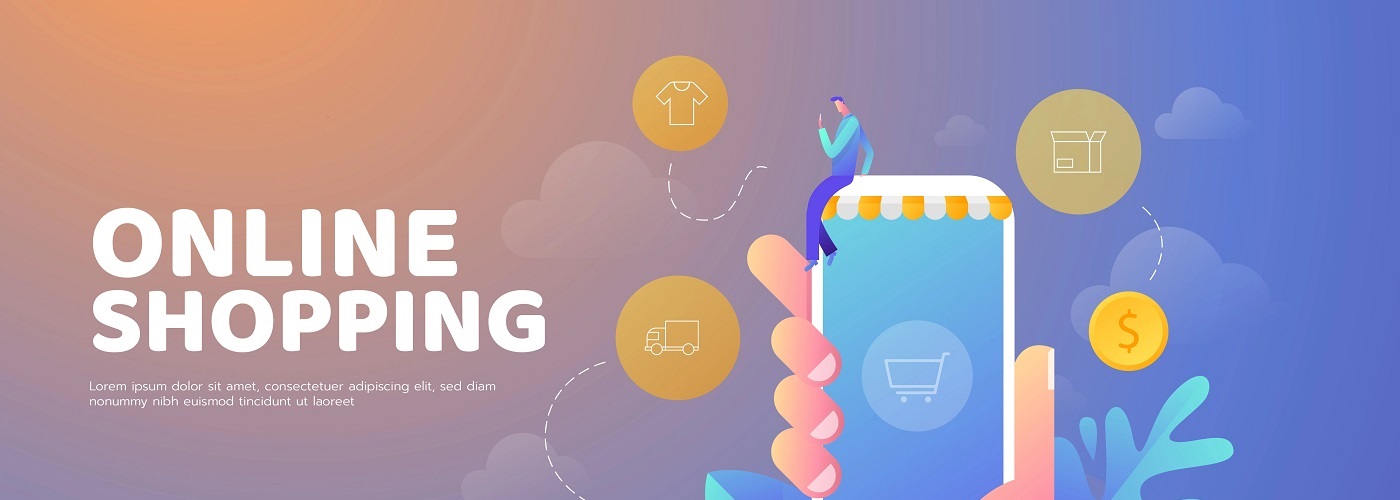 ONLINE
SHOPPING
Lorem ipsum dolor sit amet, consectetuer adipiscing elit, sed diam
nonummy nibh euismod tincidunt ut laoreet
$